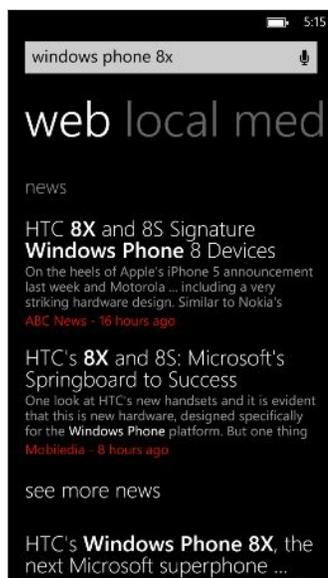 5:15
windows phone 8x
web local med
news
HTC 8X and 8S Signature
Windows Phone 8 Devices
On the heels of Apple's iPhone 5 announcement
last week and Motorola ... including a very
striking hardware design. Similar to Nokia's
ABC News - 16 hours ago
HTC's 8X and 8S: Microsoft's
Springboard to Success
One look at HTC's new handsets and it is evident
that this is new hardware, designed specifically
for the Windows Phone platform. But one thing
Mobiledia - 8 hours ago
see more news
HTC's Windows Phone 8X, the
next Microsoft superphone ...